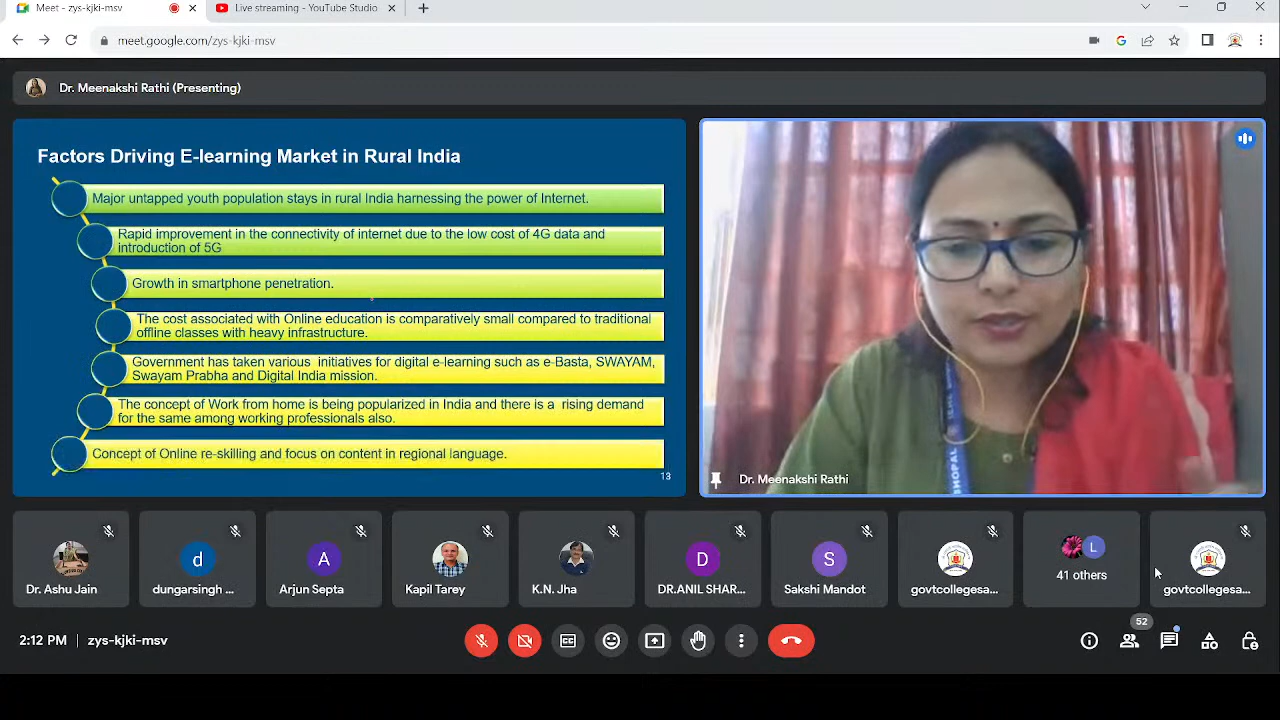 Meet - zys-kjki-msv
Live streaming - YouTube Studio
meet.google.com/zys-kjki-msv
Dr. Meenakshi Rathi (Presenting)
Factors Driving E-learning Market in Rural India
Major untapped youth population stays in rural India harnessing the power of Internet.
Rapid improvement in the connectivity of internet due to the low cost of 4G data and
introduction of 5G
Growth in smartphone penetration.
The cost associated with Online education is comparatively small compared to traditional
offline classes with heavy infrastructure.
Government has taken various initiatives for digital e-learning such as e-Basta, SWAYAM,
Swayam Prabha and Digital India mission.
The concept of Work from home is being popularized in India and there is a rising demand
for the same among working professionals also.
Concept of Online re-skilling and focus on content in regional language.
13
BHOPAL
Dr. Meenakshi Rathi
Dr. Ashu Jain
d
dungarsingh ...
A
Arjun Septa
Kapil Tarey
K.N. Jha
D
DR.ANIL SHAR...
S
Sakshi Mandot
govtcollegesa...
L
41 others
govtcollegesa...
2:12 PM | zys-kjki-msv
CC
52